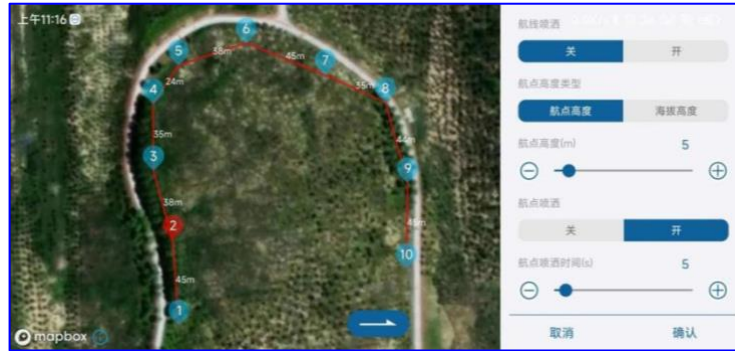 上午11:16
6
5
38m
45m
7
24m
35m
8
4
35m
44m
3
9
38m
45m
2
10
45m
1
mapbox
航线喷洒
关 开
航点高度类型
航点高度 海拔高度
航点高度(m) 5
航点喷洒
关 开
航点喷洒时间(s) 5
取消 确认